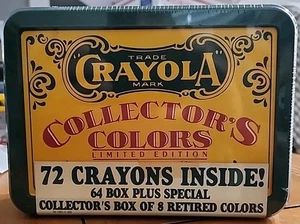 TRADE
"CRAYOLA"
MARK
COLLECTOR'S
COLORS
LIMITED EDITION
72 CRAYONS INSIDE!
64 BOX PLUS SPECIAL
COLLECTOR'S BOX OF 8 RETIRED COLORS